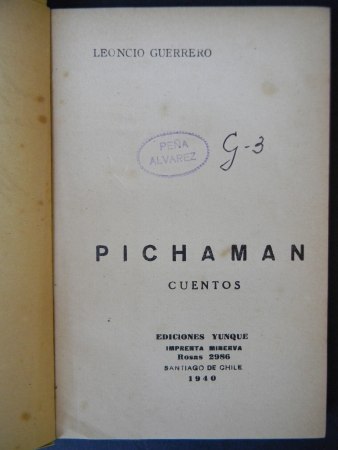 LEONCIO GUERRERO
PEÑA
ALVAREZ
G-3
PICHAMAN
CUENTOS
EDICIONES YUNQUE
IMPRENTA MINERVA
Rosas 2986
SANTIAGO DE CHILE
1940